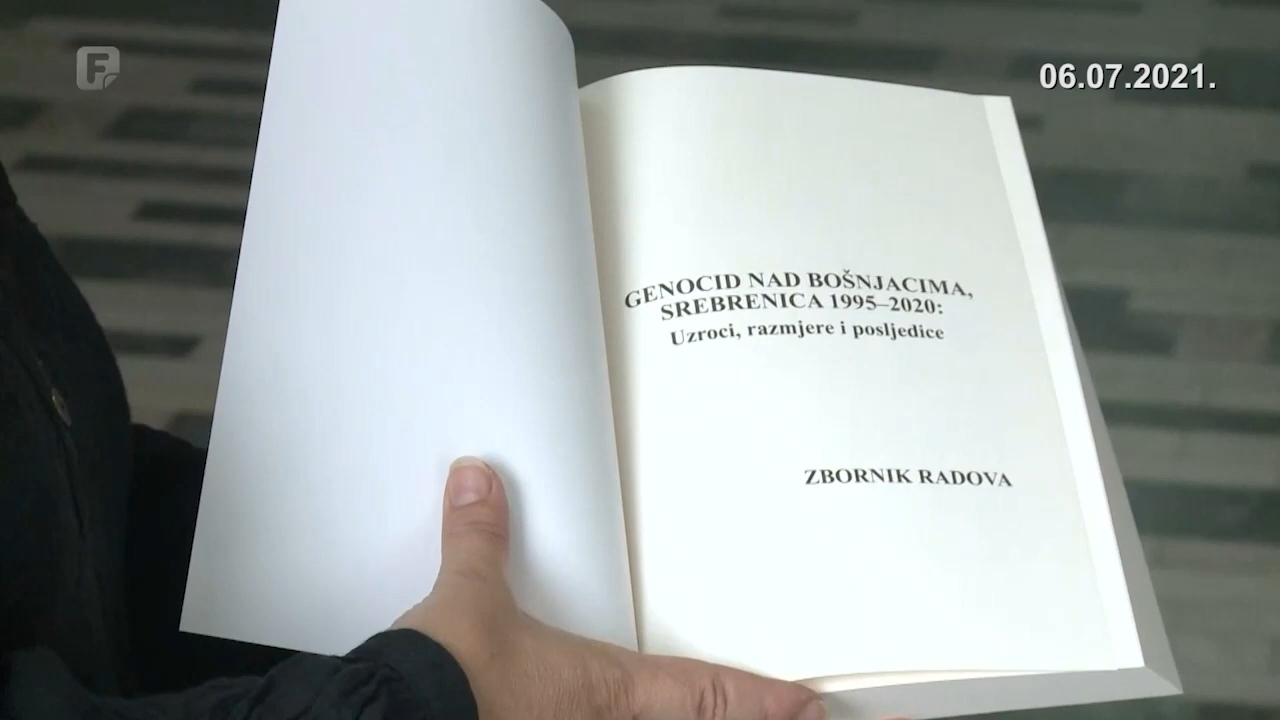 F
06.07.2021.
GENOCID NAD BOŠNJACIMA,
SREBRENICA 1995–2020:
Uzroci, razmjere i posljedice
ZBORNIK RADOVA